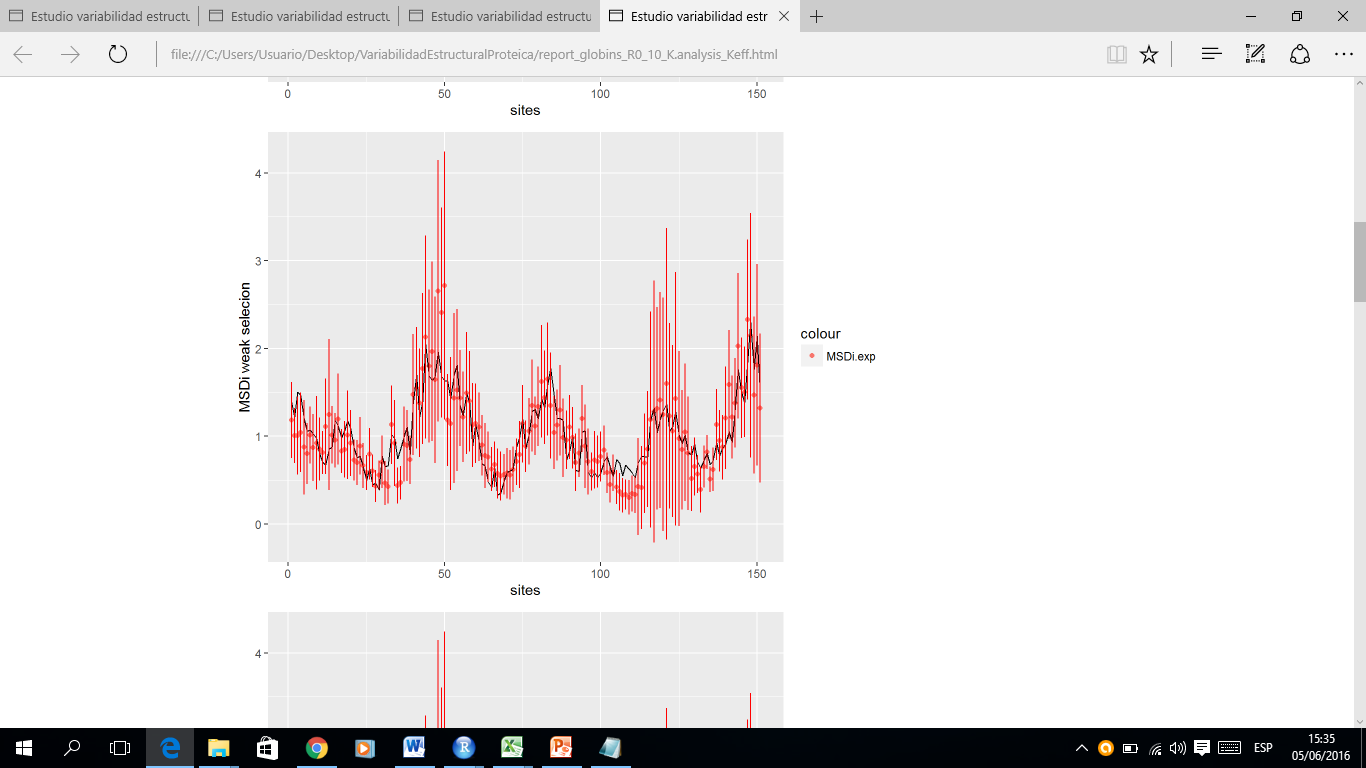 Estudio variabilidad estructu Estudio variabilidad estructu Estudio variabilidad estructu Estudio variabilidad estr
file:///C:/Users/Usuario/Desktop/VariabilidadEstructuralProteica/report_globins_R0_10_K.analysis_Keff.html
0 50 100 150
sites
4
3
2
1
0
MSDi weak selecion
colour
MSDi.exp
0 50 100 150
sites
4
ESP
15:35
05/06/2016